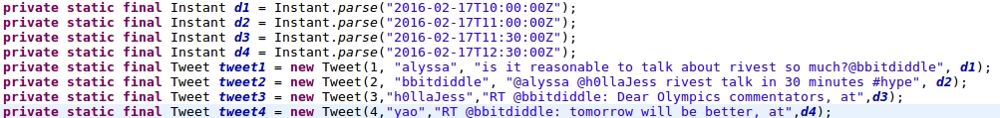 private static final Instant d1 = Instant.parse("2016-02-17T10:00:00Z");
private static final Instant d2 = Instant.parse("2016-02-17T11:00:00Z");
private static final Instant d3 = Instant.parse("2016-02-17T11:30:00Z");
private static final Instant d4 = Instant.parse("2016-02-17T12:30:00Z");
private static final Tweet tweet1 = new Tweet(1, "alyssa", "is it reasonable to talk about rivest so much?@bbitdiddle", d1);
private static final Tweet tweet2 = new Tweet(2, "bbitdiddle", "@alyssa @h0llaJess rivest talk in 30 minutes #hype", d2);
private static final Tweet tweet3 = new Tweet(3,"h0llaJess","RT @bbitdiddle: Dear Olympics commentators, at",d3);
private static final Tweet tweet4 = new Tweet(4,"yao","RT @bbitdiddle: tomorrow will be better, at",d4);